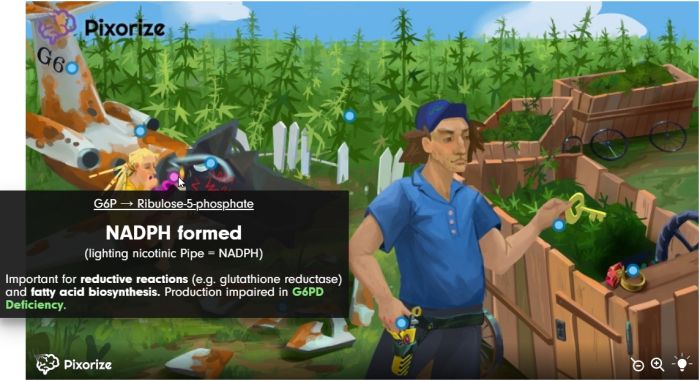 Pixorize
G6
G6P → Ribulose-5-phosphate
NADPH formed
(lighting nicotinic Pipe = NADPH)
Important for reductive reactions (e.g. glutathione reductase)
and fatty acid biosynthesis. Production impaired in G6PD
Deficiency.
Pixorize